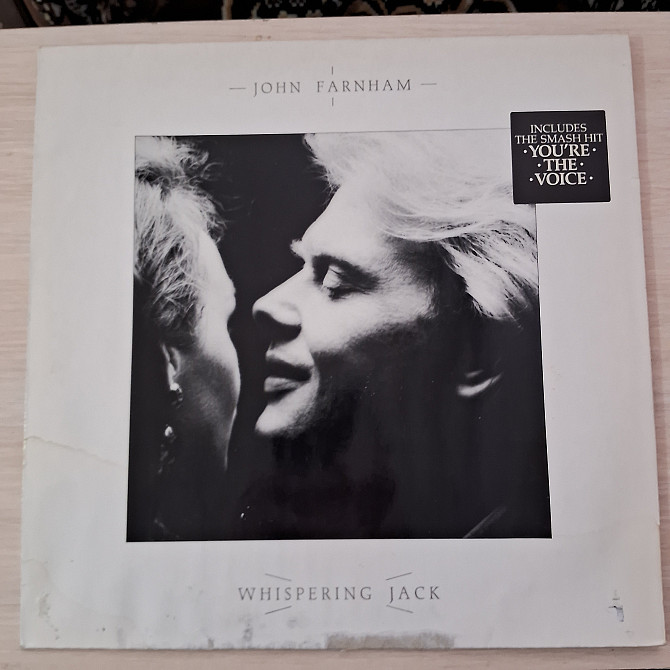 JOHN FARNHAM
INCLUDES
THE SMASH HIT
·YOU'RE·
·THE·
·VOICE·
WHISPERING JACK